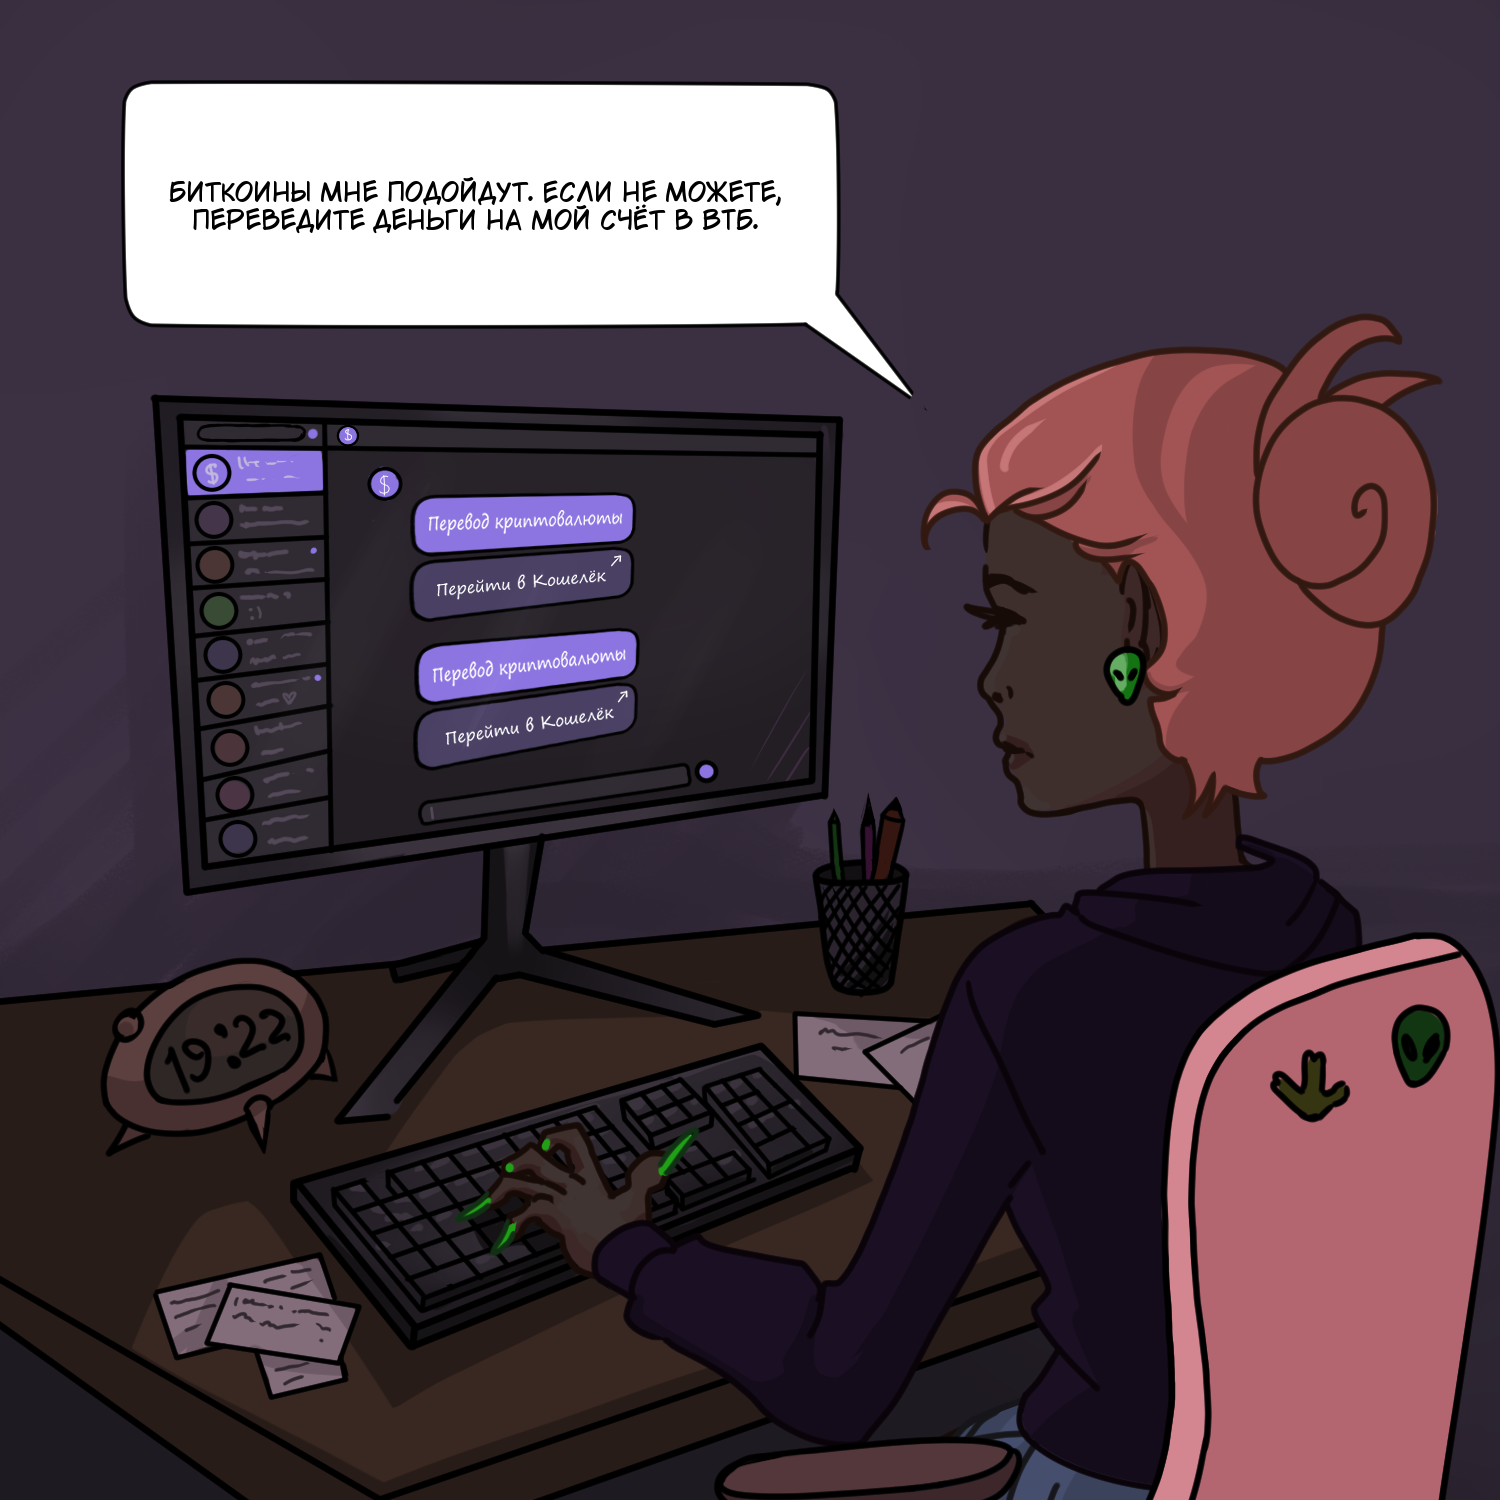 БИТКОИНЫ МНЕ ПОДОЙДУТ. ЕСЛИ НЕ МОЖЕТЕ,
ПЕРЕВЕДИТЕ ДЕНЬГИ НА МОЙ СЧЁТ В ВТБ.
$
$
$
Перевод криптовалюты
Перейти в Кошелёк
:)
Перевод криптовалюты
Перейти в Кошелёк
19:22